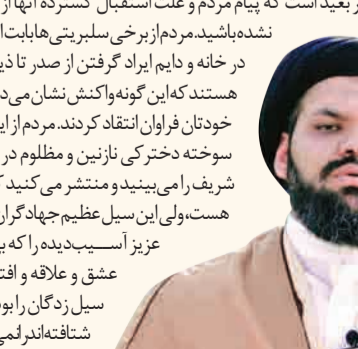 بعید است که پیام مردم و علت استقبال گسترده آنها از
نشده باشید. مردم از برخی سلبریتی‌ها بابت
در خانه و دایم ایراد گرفتن از صدر تا ذی
هستند که این گونه واکنش نشان می‌د
خودتان فراوان انتقاد کردند. مردم از ای
سوخته دخترکی نازنین و مظلوم در
شریف را می‌بینید و منتشر می‌کنید ک
هست، ولی این سیل عظیم جهادگران
عزیز آسیب‌دیده را که ب
عشق و علاقه و افت
سیل زدگان را بو
شتافته‌اند را نمی